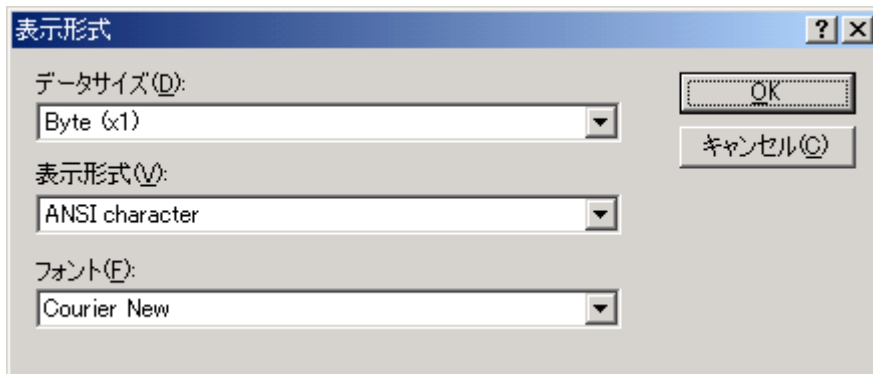 表示形式
データサイズ(D):
Byte (x1)
OK
キャンセル(C)
表示形式(V):
ANSI character
フォント(F):
Courier New